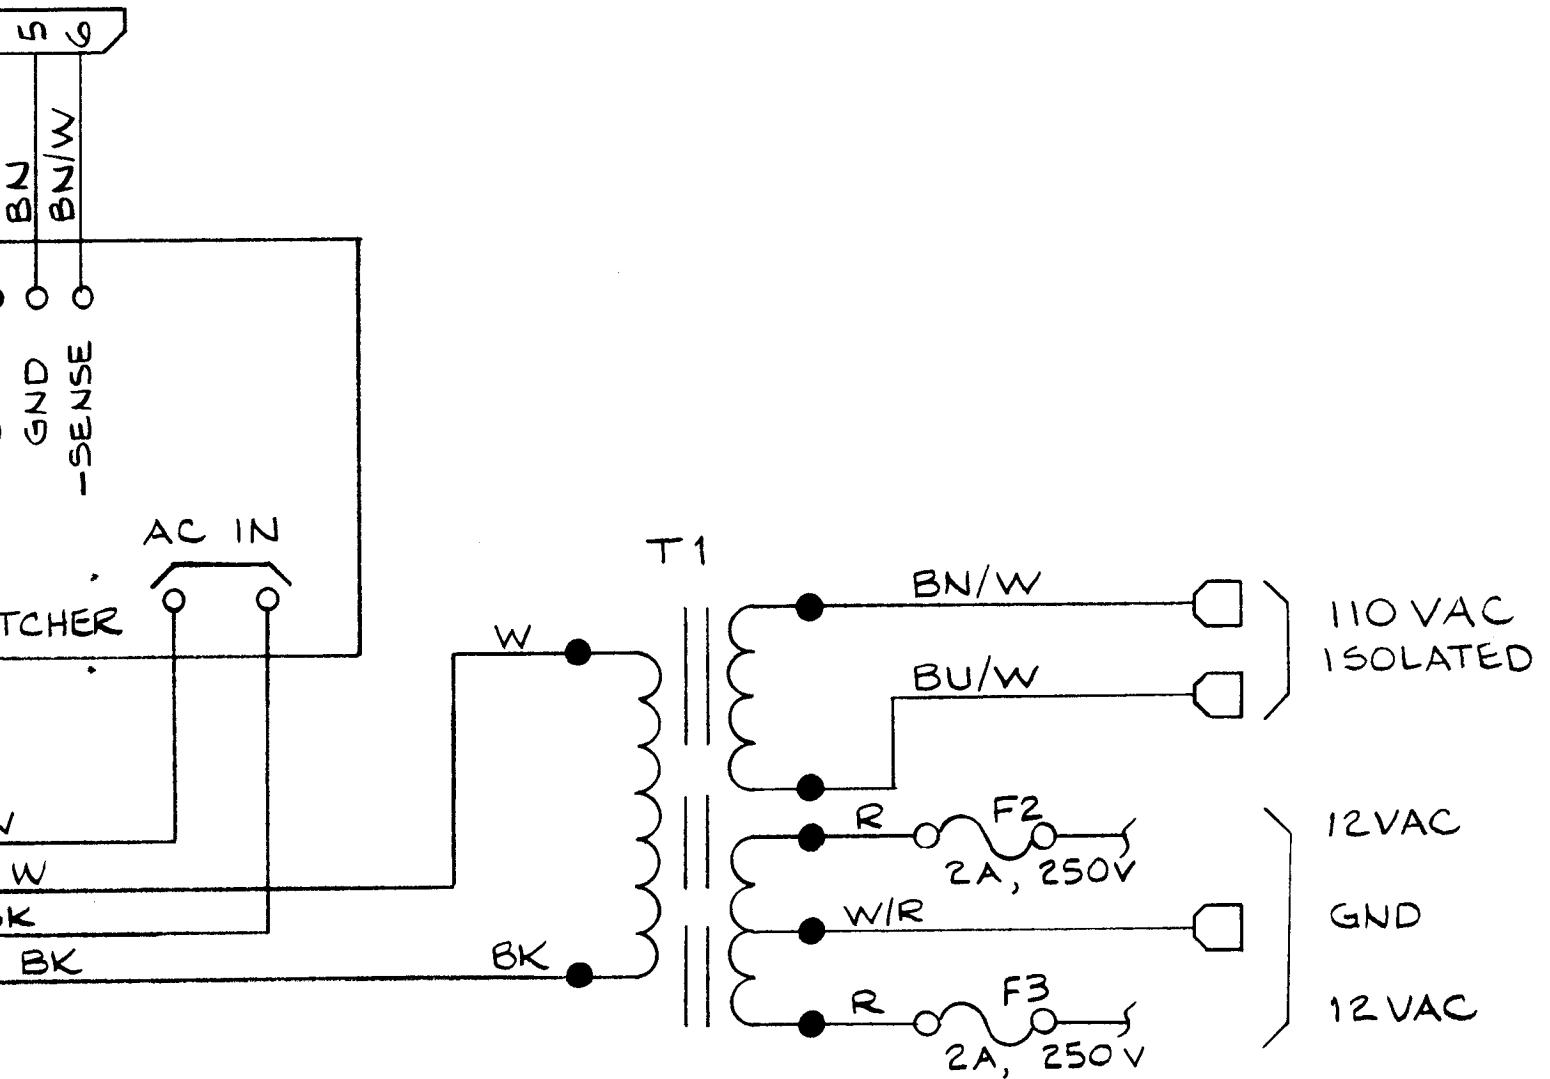 5 6
BN
BN/W
GND
-SENSE
AC IN
TCHER
T1
BN/W
110 VAC
ISOLATED
W
BU/W
R
F2
12VAC
2A, 250V
W
W/R
GND
BK
BK
R
F3
12VAC
2A, 250V